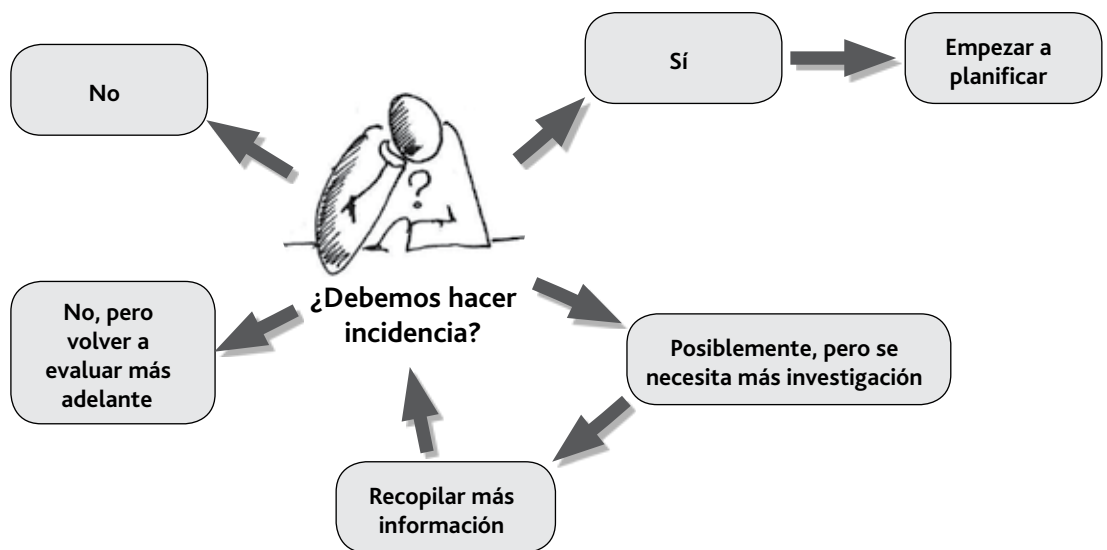 No
Sí
Empezar a
planificar
?
¿Debemos hacer
incidencia?
No, pero
volver a
evaluar más
adelante
Posiblemente, pero se
necesita más investigación
Recopilar más
información